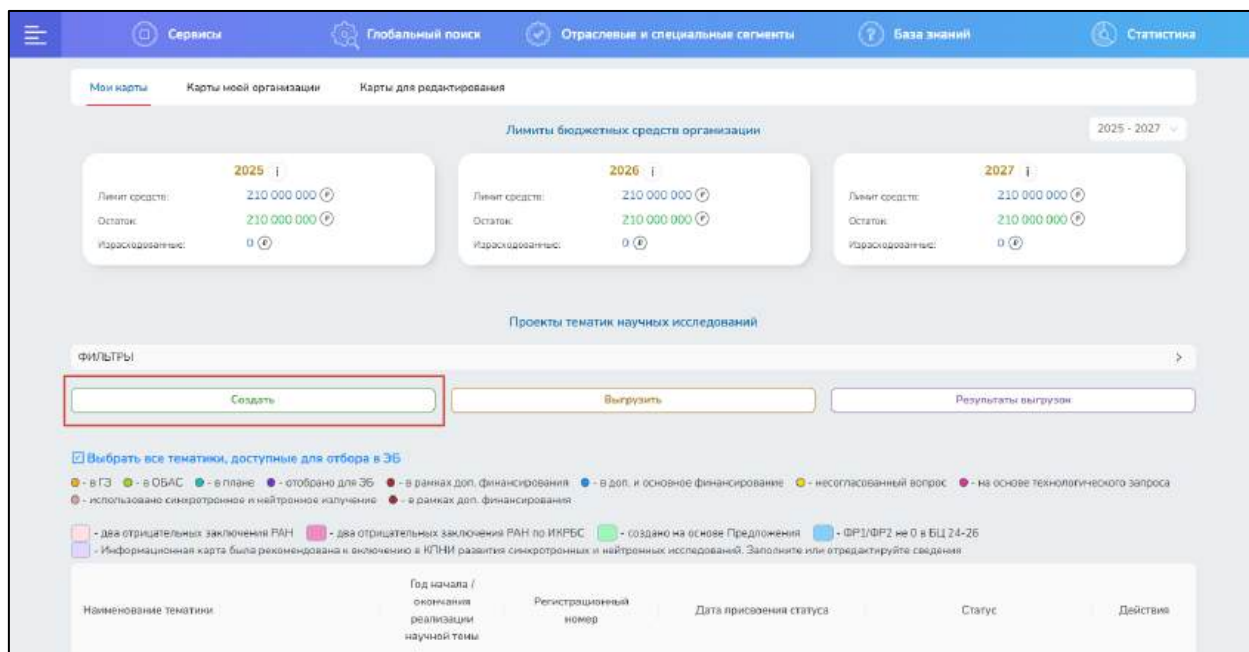 Сервисы Глобальный поиск Отраслевые и специальные сегменты База знаний Статистика
Мои карты Карты моей организации Карты для редактирования
Лимиты бюджетных средств организации 2025 - 2027
2025 i 2026 i 2027 i
Лимит средств: 210 000 000 ₽ Лимит средств: 210 000 000 ₽ Лимит средств: 210 000 000 ₽
Остаток: 210 000 000 ₽ Остаток: 210 000 000 ₽ Остаток: 210 000 000 ₽
Израсходованные: 0 ₽ Израсходованные: 0 ₽ Израсходованные: 0 ₽
Проекты тематик научных исследований
ФИЛЬТРЫ
Создать Выгрузить Результаты выгрузок
Выбрать все тематики, доступные для отбора в ЭБ
- в ГЗ - в ОБАС - в плане - отобрано для ЭБ - в рамках доп. финансирования - в доп. и основное финансирование - несогласованный вопрос - на основе технологического запроса
- использовано синхротронное и нейтронное излучение - в рамках доп. финансирования
- два отрицательных заключения РАН - два отрицательных заключения РАН по ИКРБС - создано на основе Предложения - ФР1/ФР2 не 0 в БЦ 24-26
- Информационная карта была рекомендована к включению в КПНИ развития синхротронных и нейтронных исследований. Заполните или отредактируйте сведения
Наименование тематики Год начала / окончания реализации научной темы Регистрационный номер Дата присвоения статуса Статус Действия